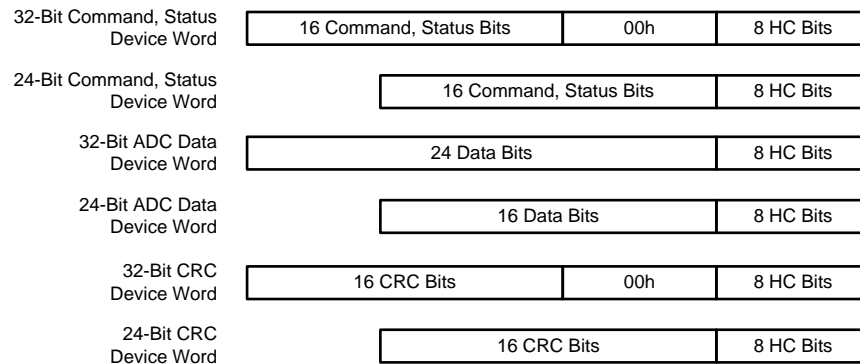 32-Bit Command, Status
Device Word
16 Command, Status Bits 00h 8 HC Bits
24-Bit Command, Status
Device Word
16 Command, Status Bits 8 HC Bits
32-Bit ADC Data
Device Word
24 Data Bits 8 HC Bits
24-Bit ADC Data
Device Word
16 Data Bits 8 HC Bits
32-Bit CRC
Device Word
16 CRC Bits 00h 8 HC Bits
24-Bit CRC
Device Word
16 CRC Bits 8 HC Bits